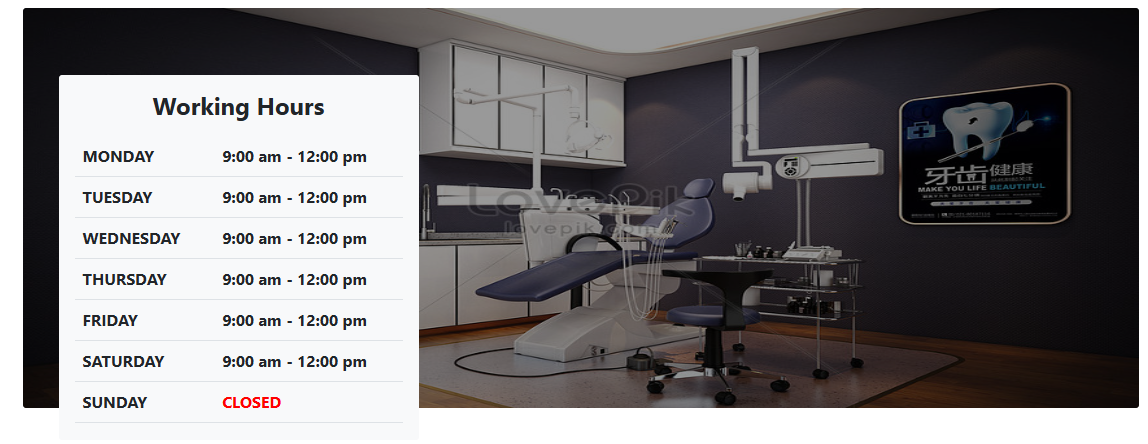 Working Hours
MONDAY 9:00 am - 12:00 pm
TUESDAY 9:00 am - 12:00 pm
WEDNESDAY 9:00 am - 12:00 pm
THURSDAY 9:00 am - 12:00 pm
FRIDAY 9:00 am - 12:00 pm
SATURDAY 9:00 am - 12:00 pm
SUNDAY CLOSED
LovePik
lovepik.com
牙齿健康
MAKE YOU LIFE BEAUTIFUL